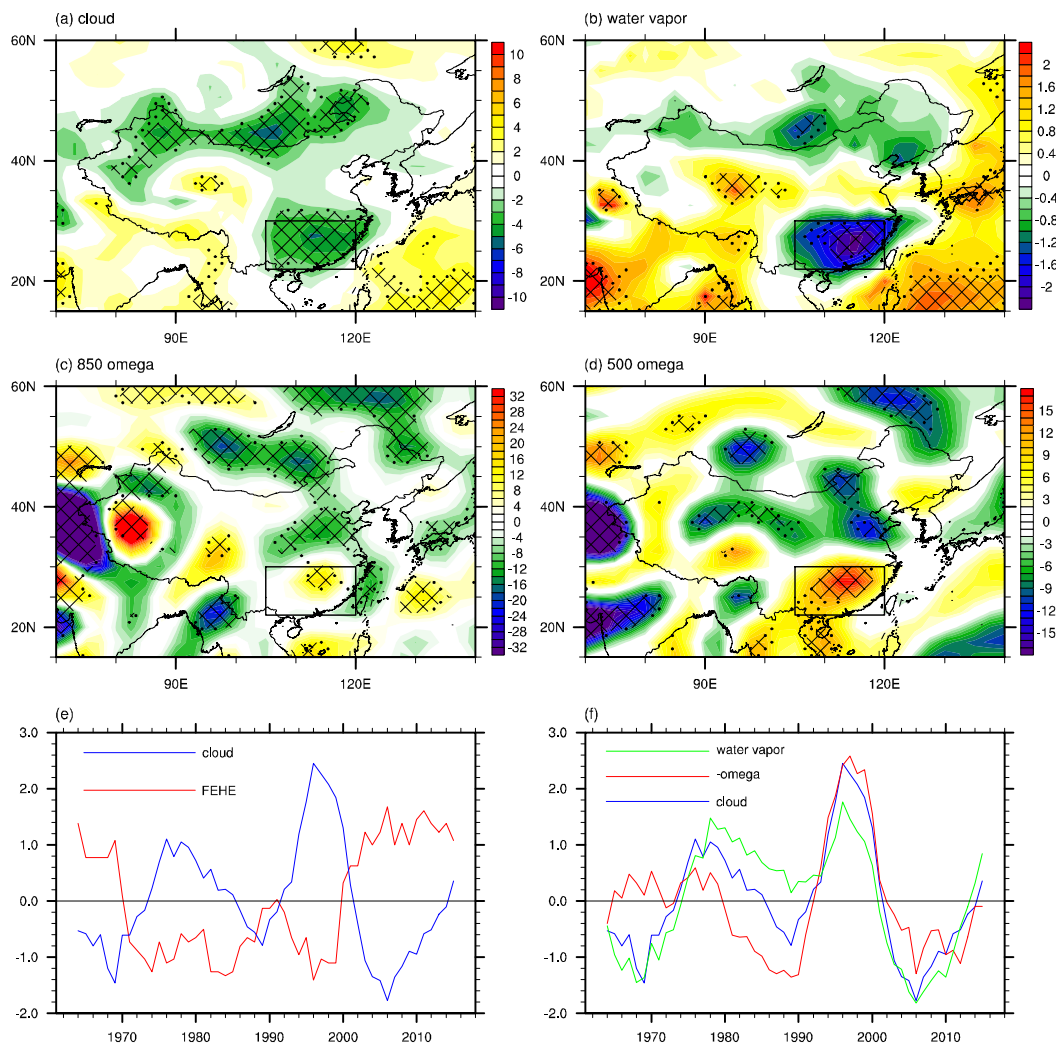 (a) cloud
(b) water vapor
60N
40N
20N
90E
120E
10
8
6
4
2
0
-2
-4
-6
-8
-10
60N
40N
20N
90E
120E
2
1.6
1.2
0.8
0.4
0
-0.4
-0.8
-1.2
-1.6
-2
(c) 850 omega
(d) 500 omega
60N
40N
20N
90E
120E
32
28
24
20
16
12
8
4
0
-4
-8
-12
-16
-20
-24
-28
-32
60N
40N
20N
90E
120E
15
12
9
6
3
0
-3
-6
-9
-12
-15
(e)
(f)
3.0
2.0
1.0
0.0
-1.0
-2.0
cloud
FEHE
1970
1980
1990
2000
2010
3.0
2.0
1.0
0.0
-1.0
-2.0
water vapor
-omega
cloud
1970
1980
1990
2000
2010